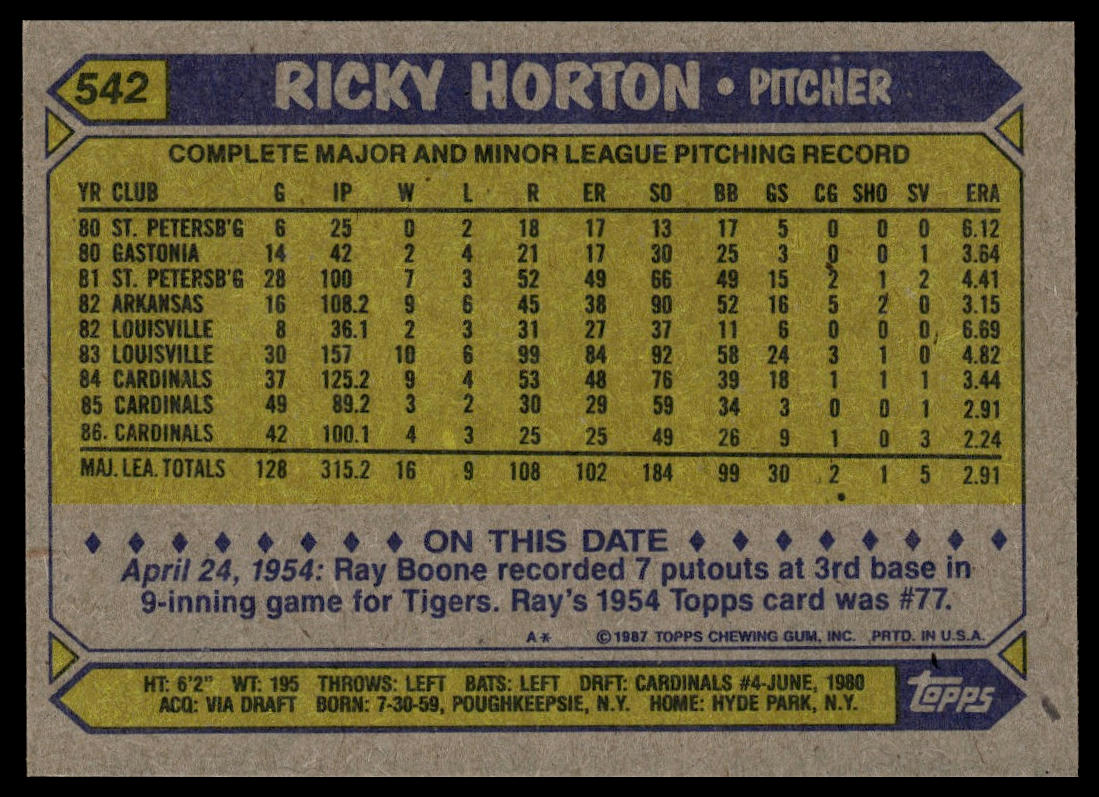 542 RICKY HORTON • PITCHER
COMPLETE MAJOR AND MINOR LEAGUE PITCHING RECORD
YR CLUB G IP W L R ER SO BB GS CG SHO SV ERA
80 ST. PETERSB'G 6 25 0 2 18 17 13 17 5 0 0 0 6.12
80 GASTONIA 14 42 2 4 21 17 30 25 3 0 0 1 3.64
81 ST. PETERSB'G 28 100 7 3 52 49 66 49 15 2 1 2 4.41
82 ARKANSAS 16 108.2 9 6 45 38 90 52 16 5 2 0 3.15
82 LOUISVILLE 8 36.1 2 3 31 27 37 11 6 0 0 0 6.69
83 LOUISVILLE 30 157 10 6 99 84 92 58 24 3 1 0 4.82
84 CARDINALS 37 125.2 9 4 53 48 76 39 18 1 1 1 3.44
85 CARDINALS 49 89.2 3 2 30 29 59 34 3 0 0 1 2.91
86. CARDINALS 42 100.1 4 3 25 25 49 26 9 1 0 3 2.24
MAJ. LEA. TOTALS 128 315.2 16 9 108 102 184 99 30 2 1 5 2.91
♦ ♦ ♦ ♦ ♦ ♦ ♦ ♦ ON THIS DATE ♦ ♦ ♦ ♦ ♦ ♦ ♦ ♦
April 24, 1954: Ray Boone recorded 7 putouts at 3rd base in
9-inning game for Tigers. Ray's 1954 Topps card was #77.
A* ©1987 TOPPS CHEWING GUM, INC. PRTD. IN U.S.A.
HT: 6'2" WT: 195 THROWS: LEFT BATS: LEFT DRFT: CARDINALS #4-JUNE, 1980
ACQ: VIA DRAFT BORN: 7-30-59, POUGHKEEPSIE, N.Y. HOME: HYDE PARK, N.Y.
TOPPS